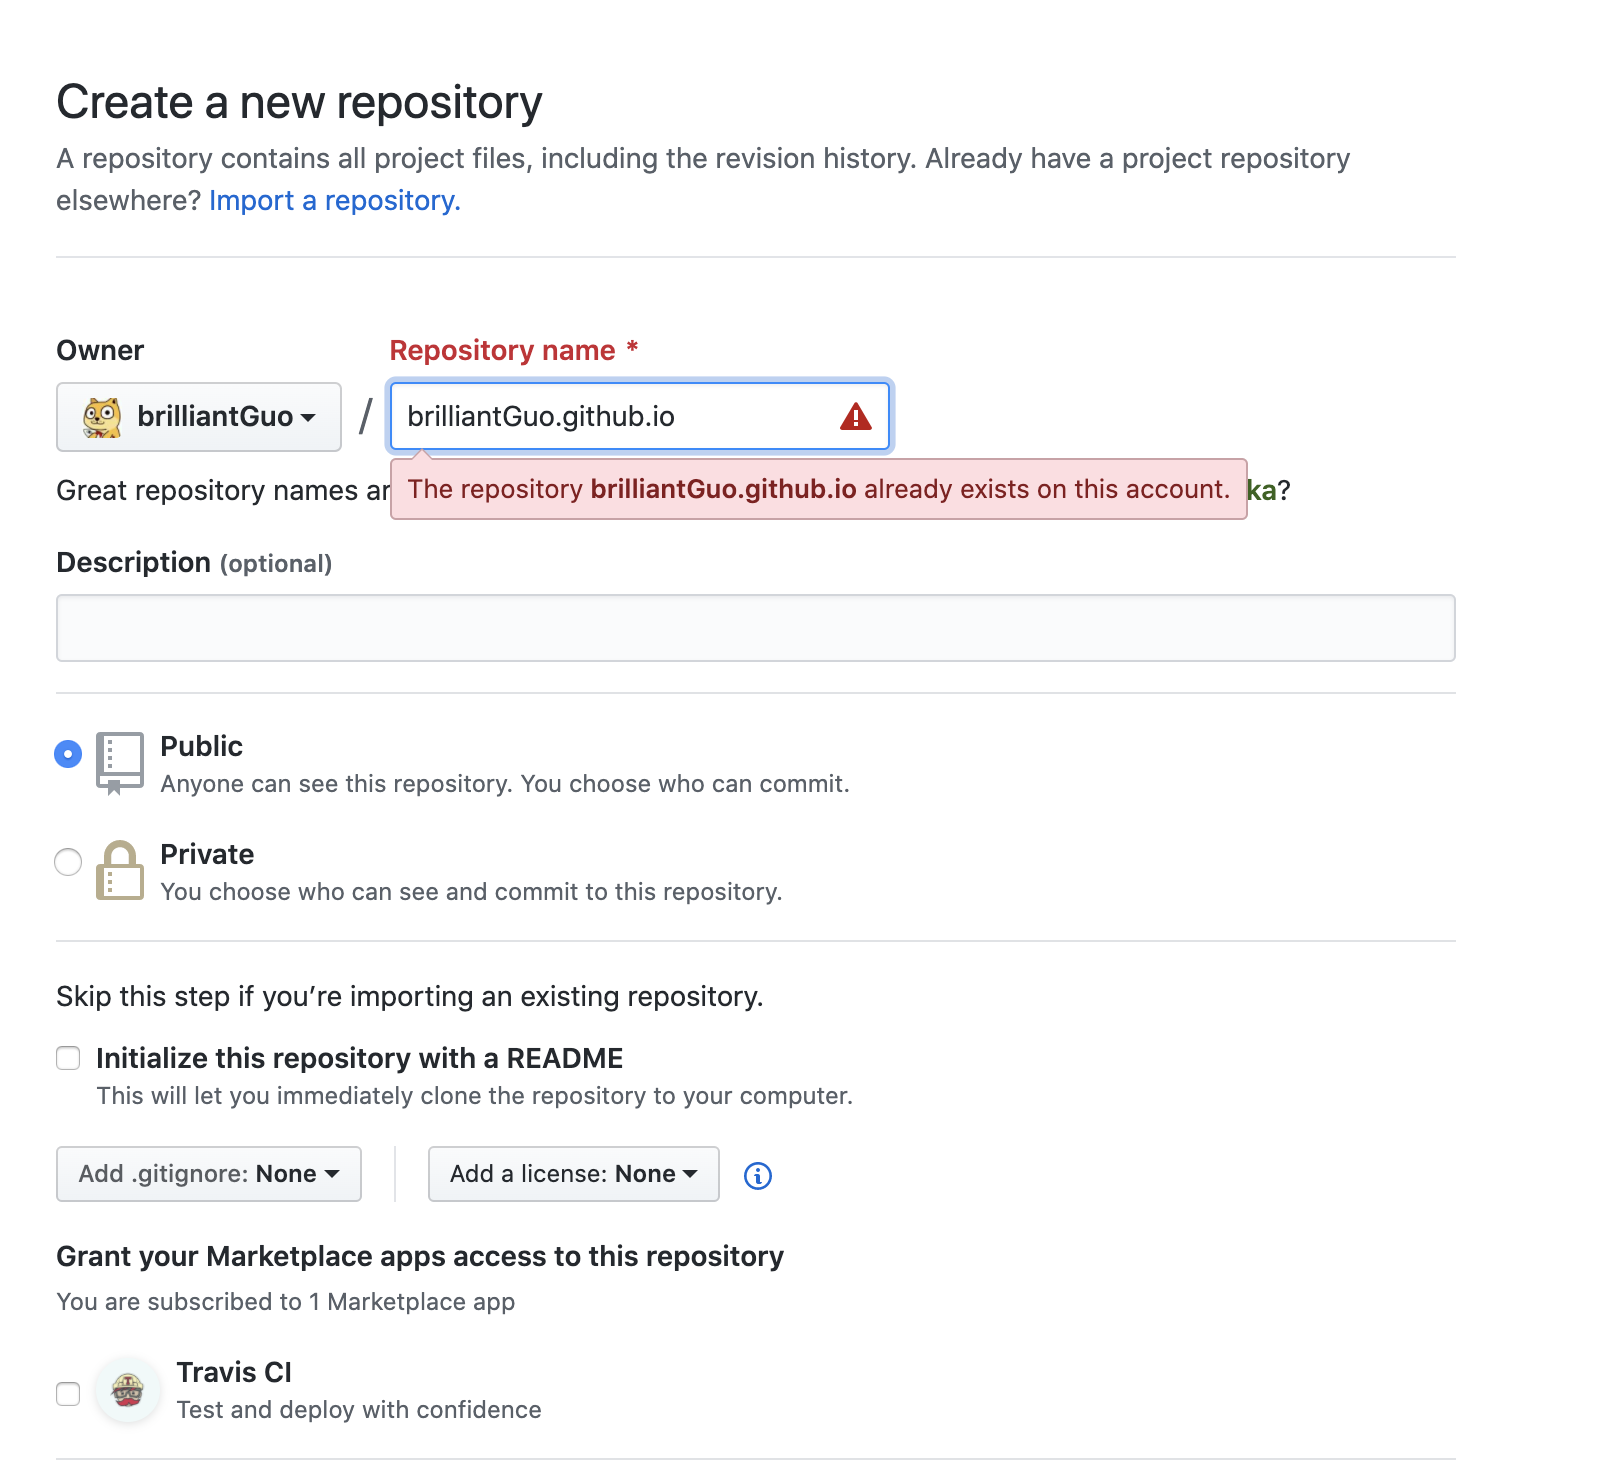 Create a new repository
A repository contains all project files, including the revision history. Already have a project repository
elsewhere? Import a repository.
Owner
Repository name *
brilliantGuo
/
brilliantGuo.github.io
Great repository names ar
The repository brilliantGuo.github.io already exists on this account.
ka?
Description (optional)
Public
Anyone can see this repository. You choose who can commit.
Private
You choose who can see and commit to this repository.
Skip this step if you’re importing an existing repository.
Initialize this repository with a README
This will let you immediately clone the repository to your computer.
Add .gitignore: None
Add a license: None
Grant your Marketplace apps access to this repository
You are subscribed to 1 Marketplace app
Travis CI
Test and deploy with confidence